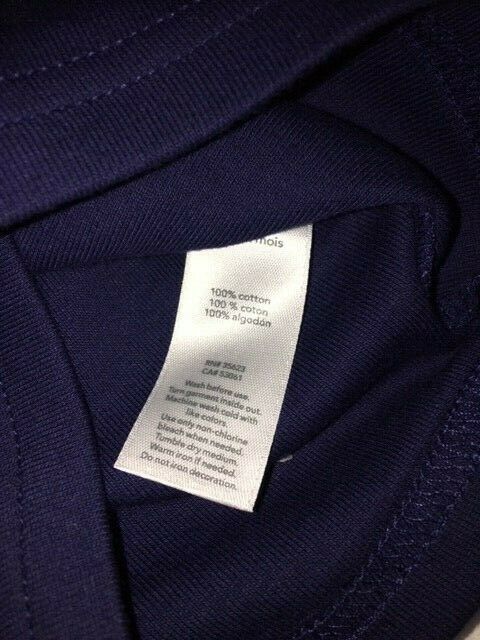 mois
100% cotton
100 % coton
100% algodón
RN# 35623
CA# 53061
Wash before use.
Turn garment inside out.
Machine wash cold with
like colors.
Use only non-chlorine
bleach when needed.
Tumble dry medium.
Warm iron if needed.
Do not iron decoration.